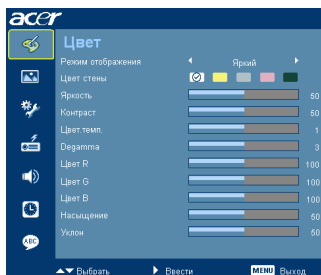 acer
Цвет
Режим отображения Яркий
Цвет стены
Яркость 50
Контраст 50
Цвет.темп. 1
Degamma 3
Цвет R 100
Цвет G 100
Цвет B 100
Насыщение 50
Уклон 50
ABC
Выбрать Ввести MENU Выход